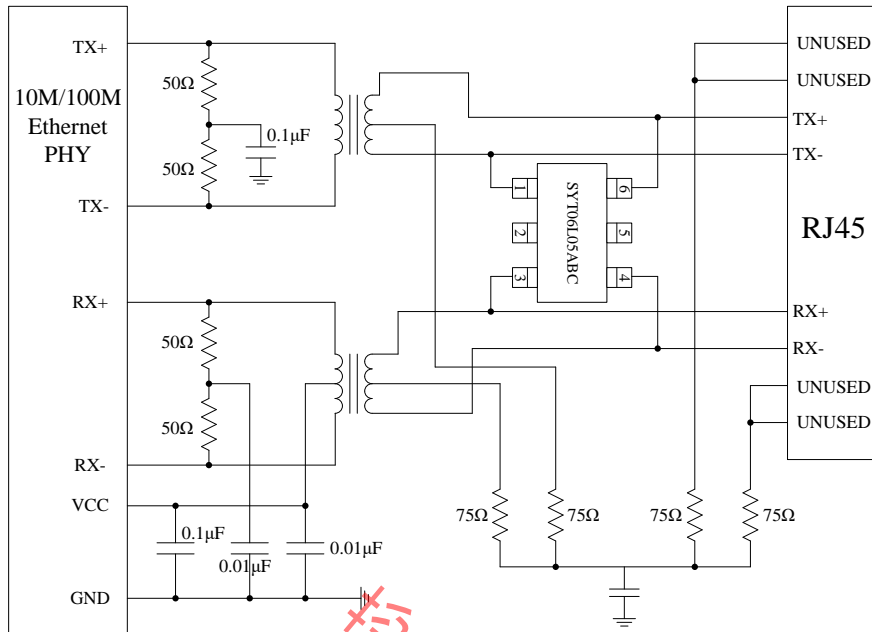 TX+
50Ω
10M/100M
Ethernet
PHY
0.1μF
50Ω
TX-
RX+
50Ω
50Ω
RX-
VCC
0.1μF
0.01μF
0.01μF
GND
1
2
3
SYT06L05ABC
6
5
4
75Ω
75Ω
75Ω
75Ω
UNUSED
UNUSED
TX+
TX-
RJ45
RX+
RX-
UNUSED
UNUSED